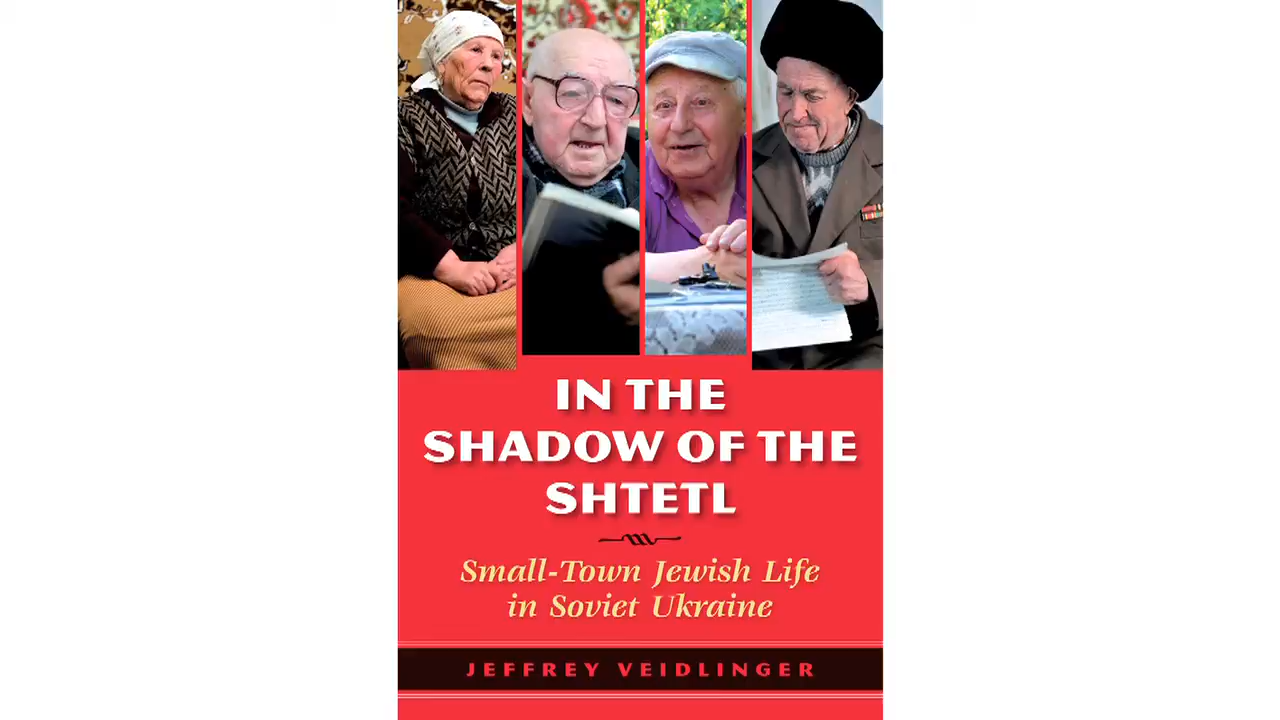 IN THE
SHADOW OF THE
SHTETL
Small-Town Jewish Life
in Soviet Ukraine
JEFFREY VEIDLINGER